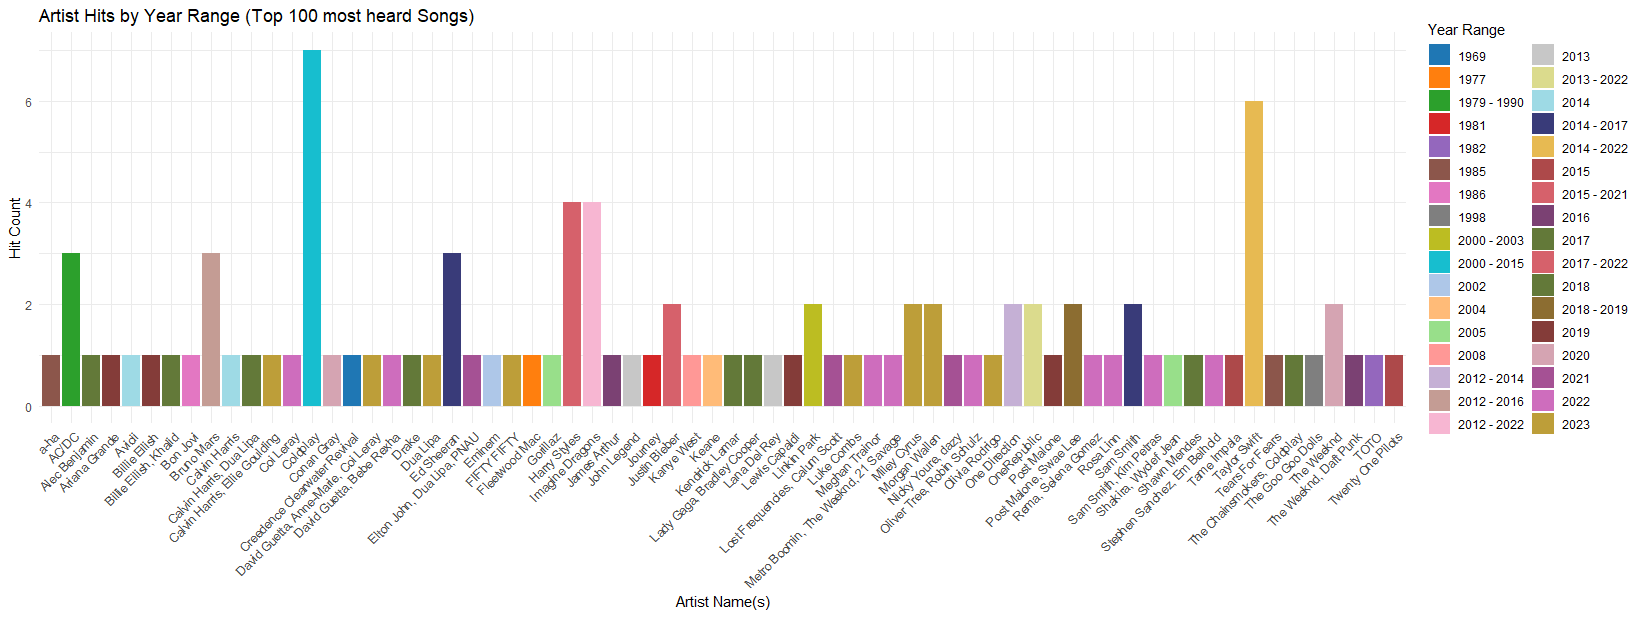 Artist Hits by Year Range (Top 100 most heard Songs)
Hit Count
6
4
2
0
a-ha
AC/DC
Alec Benjamin
Ariana Grande
Avicii
Billie Eilish
Billie Eilish, Khalid
Bon Jovi
Bruno Mars
Calvin Harris
Calvin Harris, Dua Lipa
Calvin Harris, Ellie Goulding
Coi Leray
Coldplay
Conan Gray
Creedence Clearwater Revival
David Guetta, Anne-Marie, Coi Leray
David Guetta, Bebe Rexha
Drake
Dua Lipa
Ed Sheeran
Elton John, Dua Lipa, PNAU
Eminem
FIFTY FIFTY
Fleetwood Mac
Gorillaz
Harry Styles
Imagine Dragons
James Arthur
John Legend
Journey
Justin Bieber
Kanye West
Keane
Kendrick Lamar
Lady Gaga, Bradley Cooper
Lana Del Rey
Lewis Capaldi
Linkin Park
Lost Frequencies, Calum Scott
Luke Combs
Meghan Trainor
Metro Boomin, The Weeknd, 21 Savage
Miley Cyrus
Morgan Wallen
Nicky Youre, dazy
Oliver Tree, Robin Schulz
Olivia Rodrigo
One Direction
OneRepublic
Post Malone
Post Malone, Swae Lee
Rema, Selena Gomez
Rosa Linn
Sam Smith
Sam Smith, Kim Petras
Shakira, Wyclef Jean
Shawn Mendes
Stephen Sanchez, Em Beihold
Tame Impala
Taylor Swift
Tears For Fears
The Chainsmokers, Coldplay
The Goo Goo Dolls
The Weeknd
The Weeknd, Daft Punk
TOTO
Twenty One Pilots
Artist Name(s)
Year Range
1969
1977
1979 - 1990
1981
1982
1985
1986
1998
2000 - 2003
2000 - 2015
2002
2004
2005
2008
2012 - 2014
2012 - 2016
2012 - 2022
2013
2013 - 2022
2014
2014 - 2017
2014 - 2022
2015
2015 - 2021
2016
2017
2017 - 2022
2018
2018 - 2019
2019
2020
2021
2022
2023